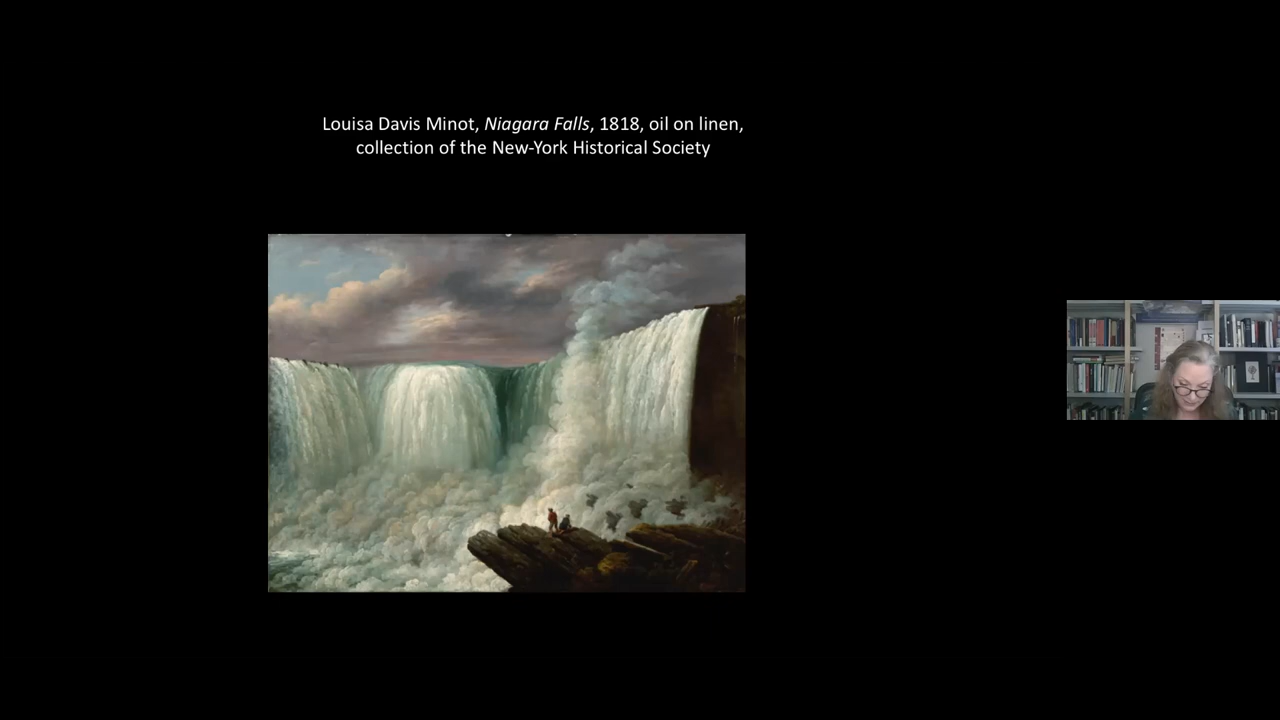 Louisa Davis Minot, Niagara Falls, 1818, oil on linen,
collection of the New-York Historical Society